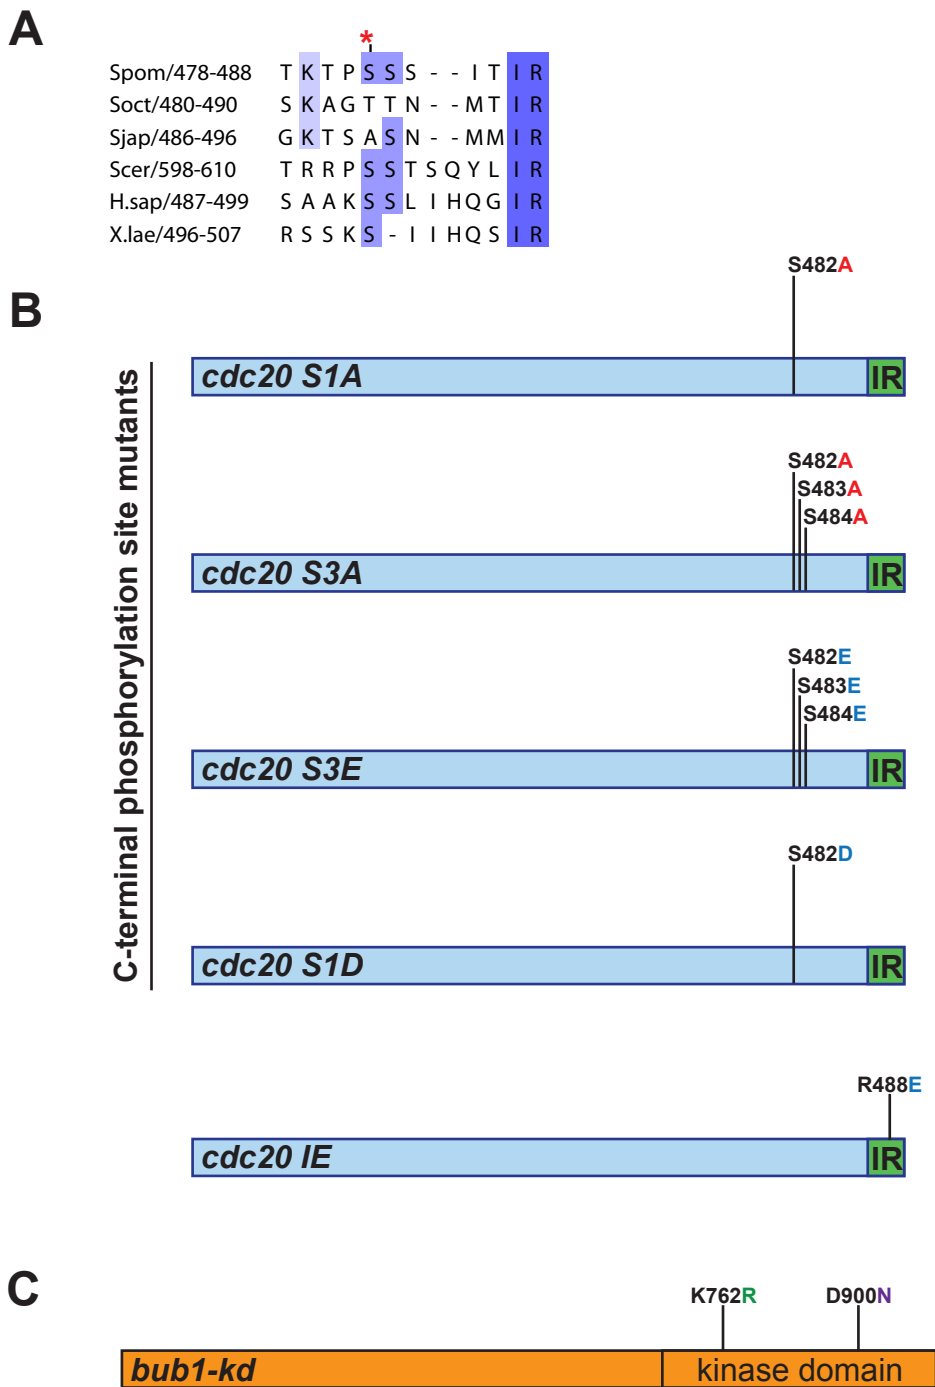 A
*
Spom/478-488 T K T P S S S - - I T I R
Soct/480-490 S K A G T T N - - M T I R
Sjap/486-496 G K T S A S N - - M M I R
Scer/598-610 T R R P S S T S Q Y L I R
H.sap/487-499 S A A K S S L I H Q G I R
X.lae/496-507 R S S K S - I I H Q S I R
B
C-terminal phosphorylation site mutants
S482A
cdc20 S1A IR
S482A
S483A
S484A
cdc20 S3A IR
S482E
S483E
S484E
cdc20 S3E IR
S482D
cdc20 S1D IR
R488E
cdc20 IE IR
C
K762R D900N
bub1-kd kinase domain